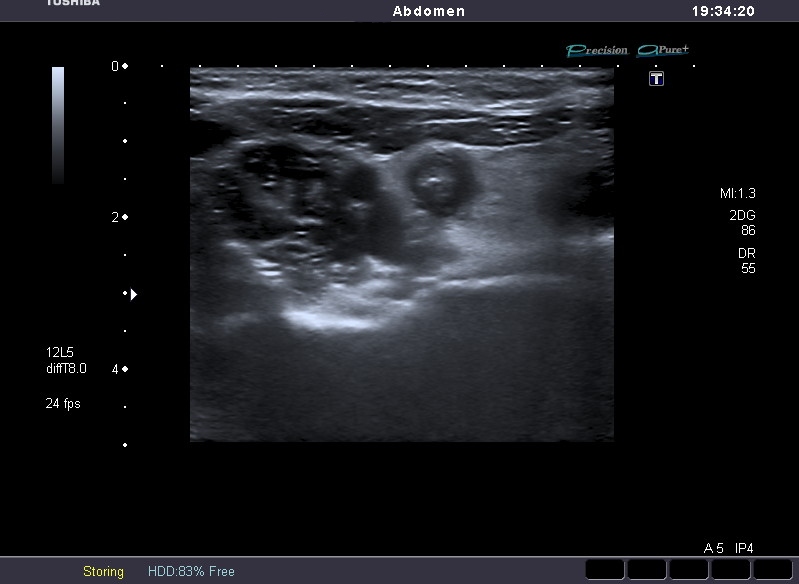 TOSHIBA
Abdomen 19:34:20
Precision APure+
T
0
MI:1.3
2DG
86
2
DR
55
12L5
diffT8.0
4
24 fps
A 5 IP4
Storing HDD:83% Free